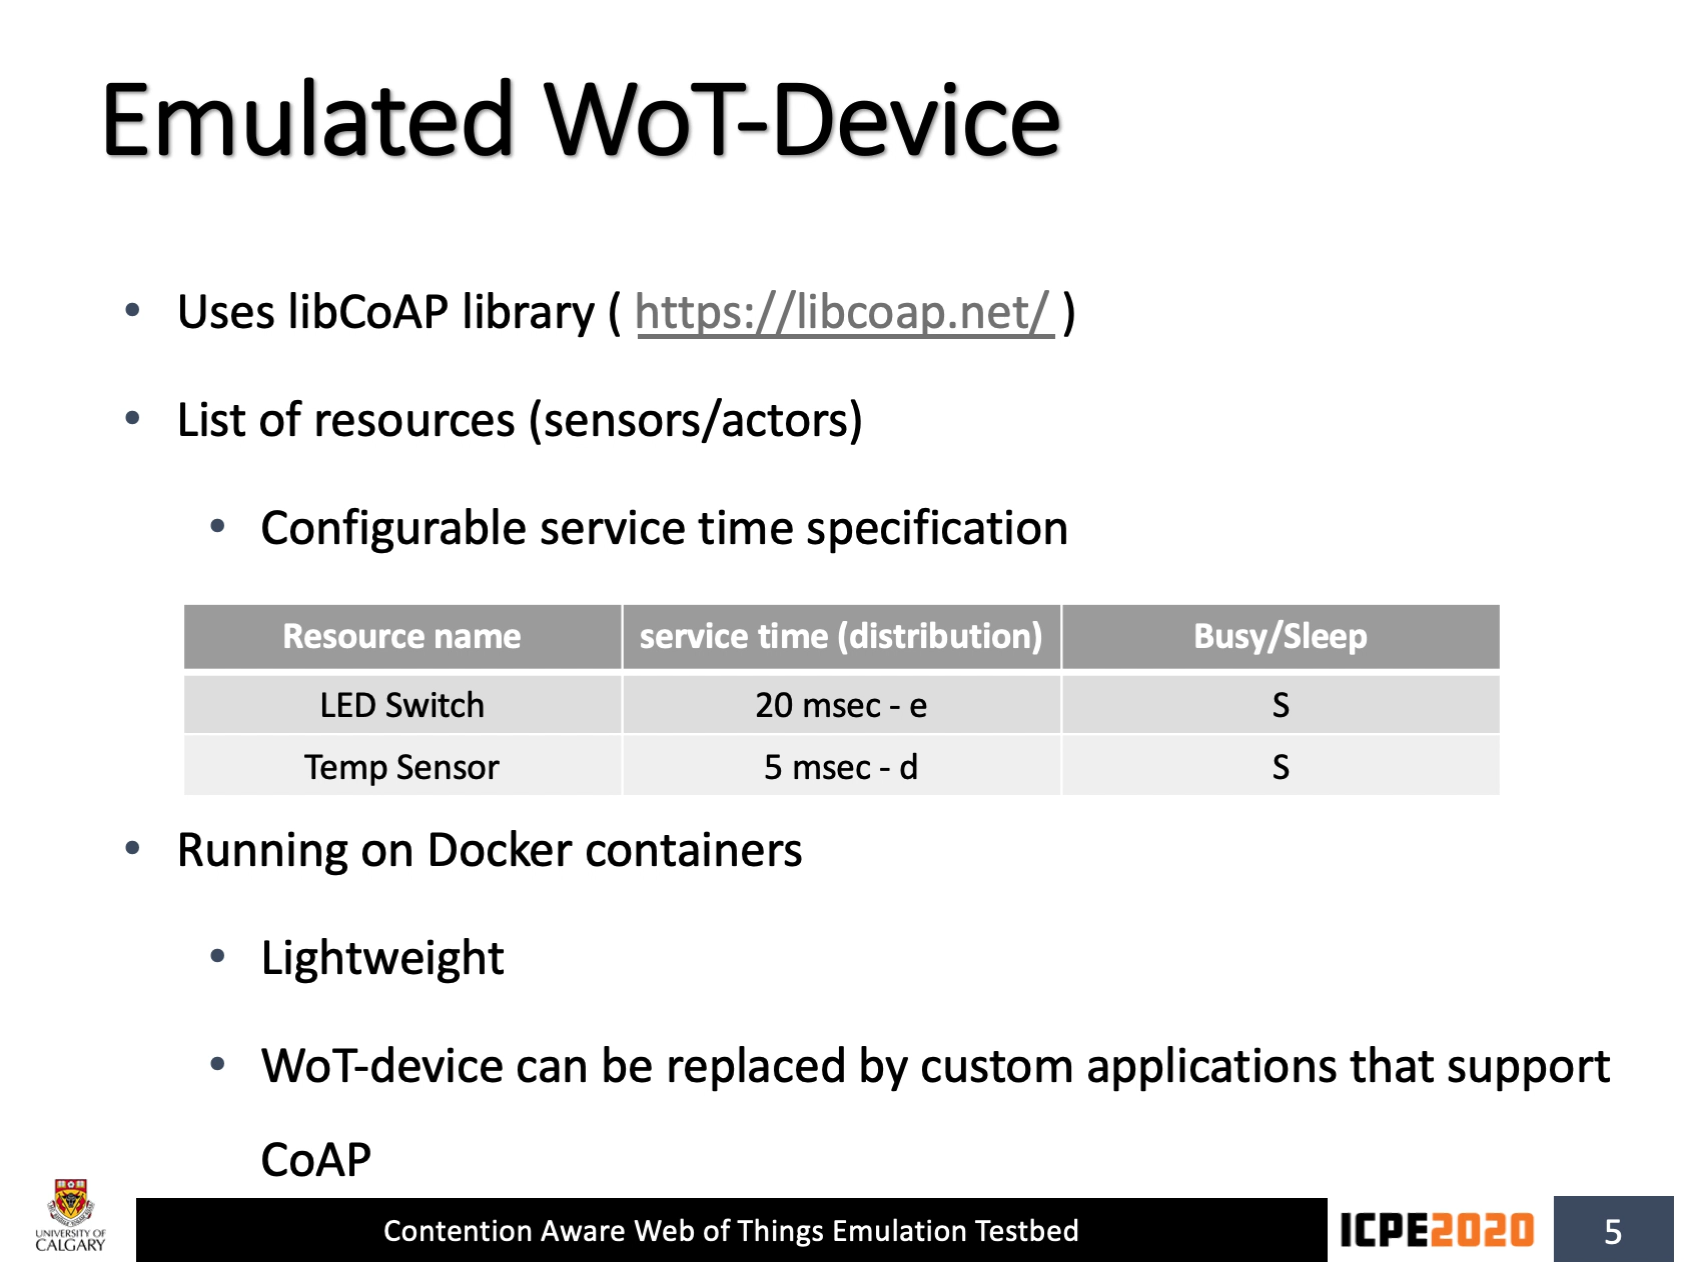 Emulated WoT-Device
• Uses libCoAP library ( https://libcoap.net/ )
• List of resources (sensors/actors)
• Configurable service time specification
Resource name service time (distribution) Busy/Sleep
LED Switch 20 msec - e S
Temp Sensor 5 msec - d S
• Running on Docker containers
• Lightweight
• WoT-device can be replaced by custom applications that support
CoAP
UNIVERSITY OF
CALGARY
Contention Aware Web of Things Emulation Testbed
ICPE2020
5